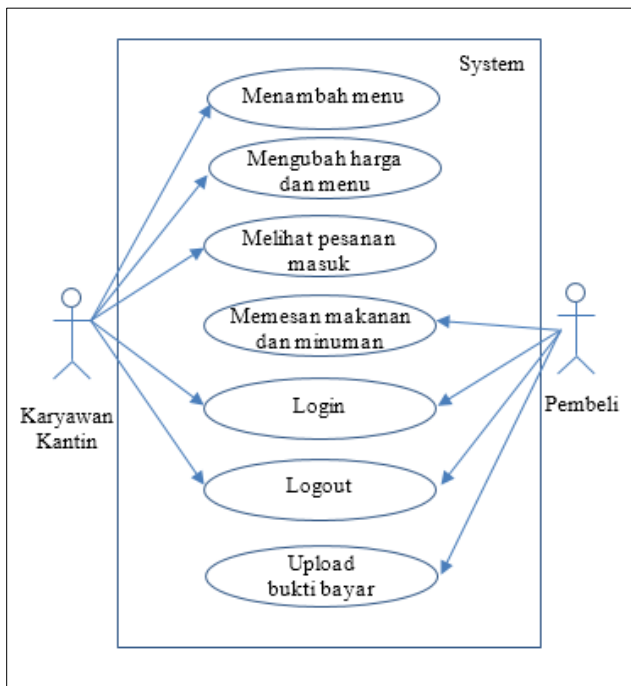 System
Menambah menu
Mengubah harga
dan menu
Melihat pesanan
masuk
Memesan makanan
dan minuman
Login
Logout
Upload
bukti bayar
Karyawan
Kantin
Pembeli